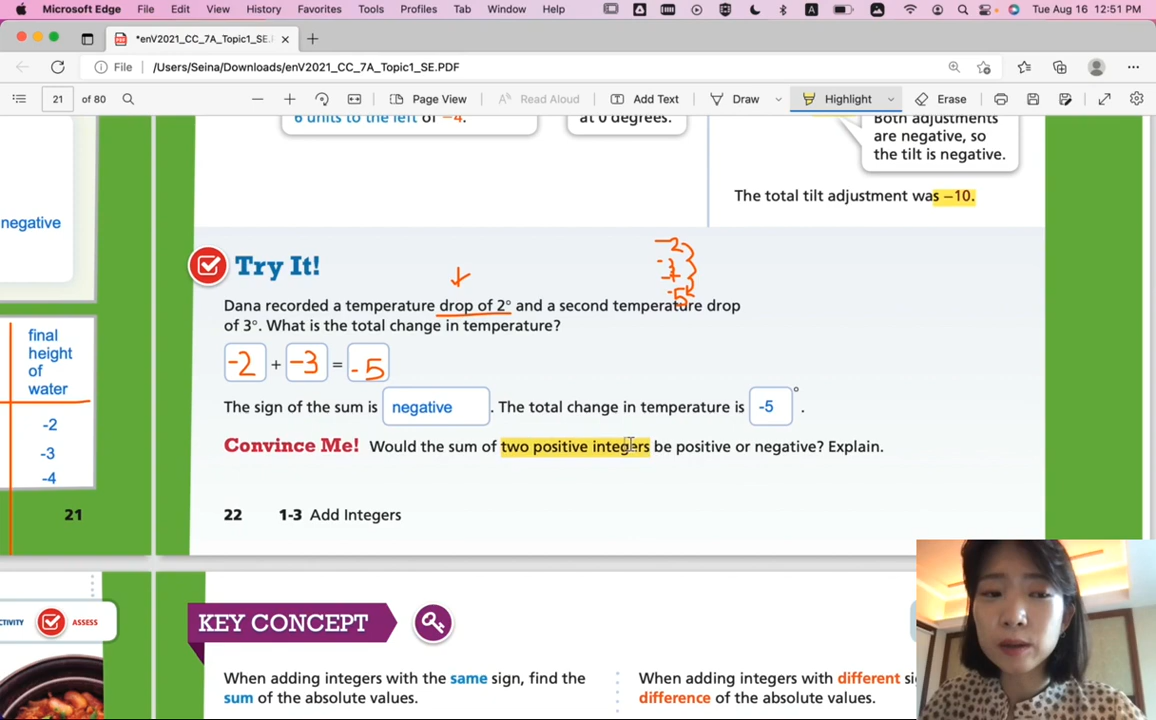 Microsoft Edge File Edit View History Favorites Tools Profiles Tab Window Help Tue Aug 16 12:51 PM
*enV2021_CC_7A_Topic1_SE.
File /Users/Seina/Downloads/enV2021_CC_7A_Topic1_SE.PDF
21 of 80 Page View Read Aloud Add Text Draw Highlight Erase
6 units to the left of −4.
at 0 degrees.
Both adjustments
are negative, so
the tilt is negative.
The total tilt adjustment was −10.
negative
Try It!
-2
-3
-5
Dana recorded a temperature drop of 2° and a second temperature drop
of 3°. What is the total change in temperature?
-2 + -3 = -5
The sign of the sum is negative. The total change in temperature is -5°.
Convince Me! Would the sum of two positive integers be positive or negative? Explain.
final
height
of
water
-2
-3
-4
21
22 1-3 Add Integers
CTIVITY ASSESS
KEY CONCEPT
When adding integers with the same sign, find the
sum of the absolute values.
When adding integers with different
difference of the absolute values.